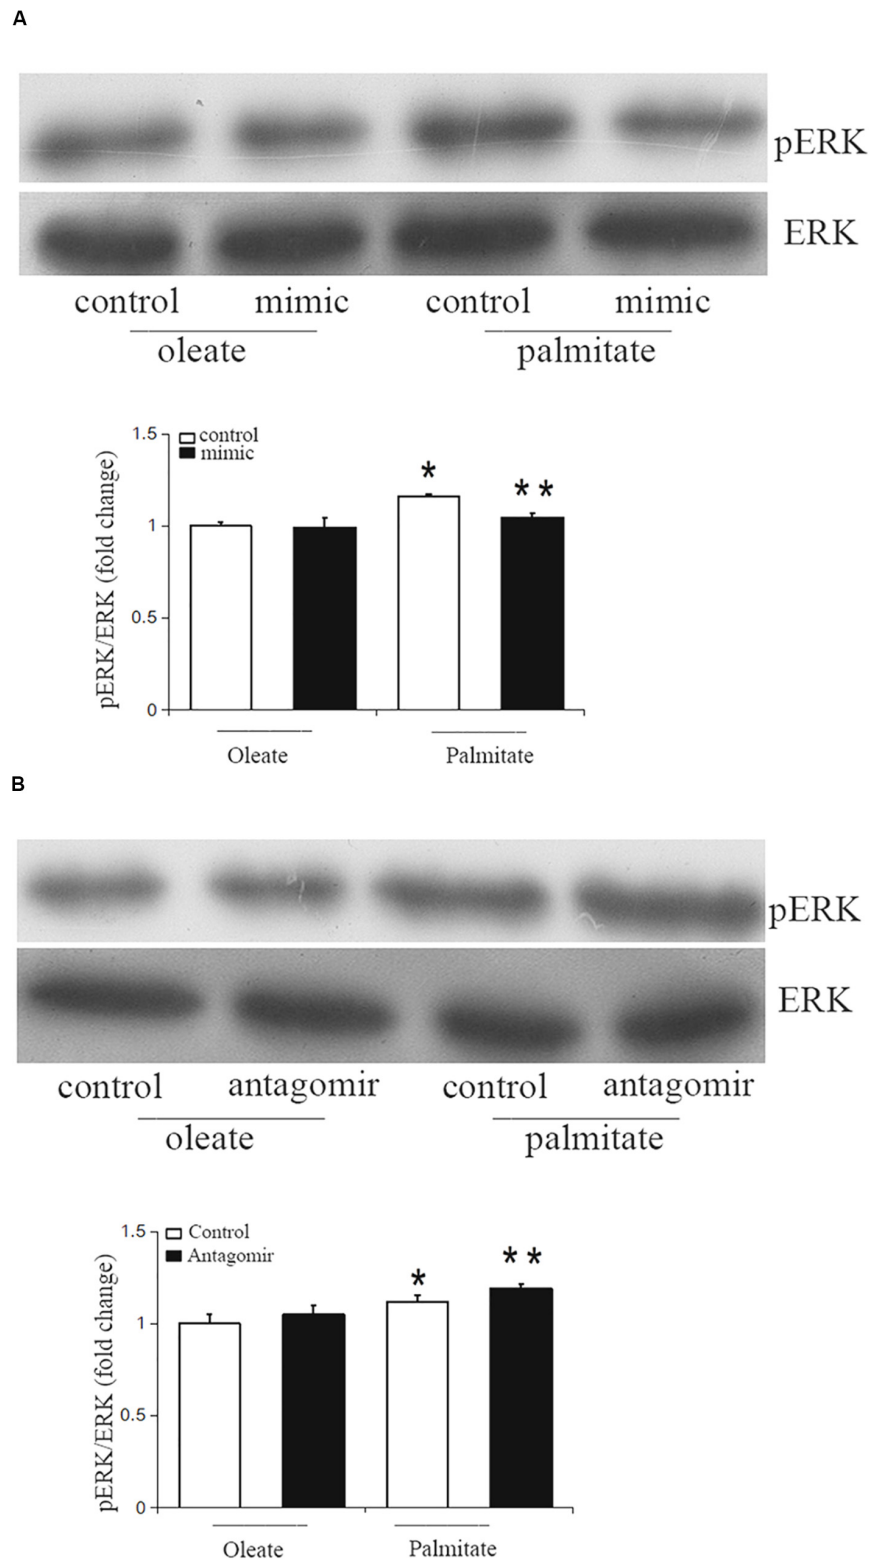 A
pERK
ERK
control mimic control mimic
oleate palmitate
1.5
control
mimic
* **
1
0.5
0
pERK/ERK (fold change)
Oleate Palmitate
B
pERK
ERK
control antagomir control antagomir
oleate palmitate
1.5
Control
Antagomir
* **
1
0.5
0
pERK/ERK (fold change)
Oleate Palmitate